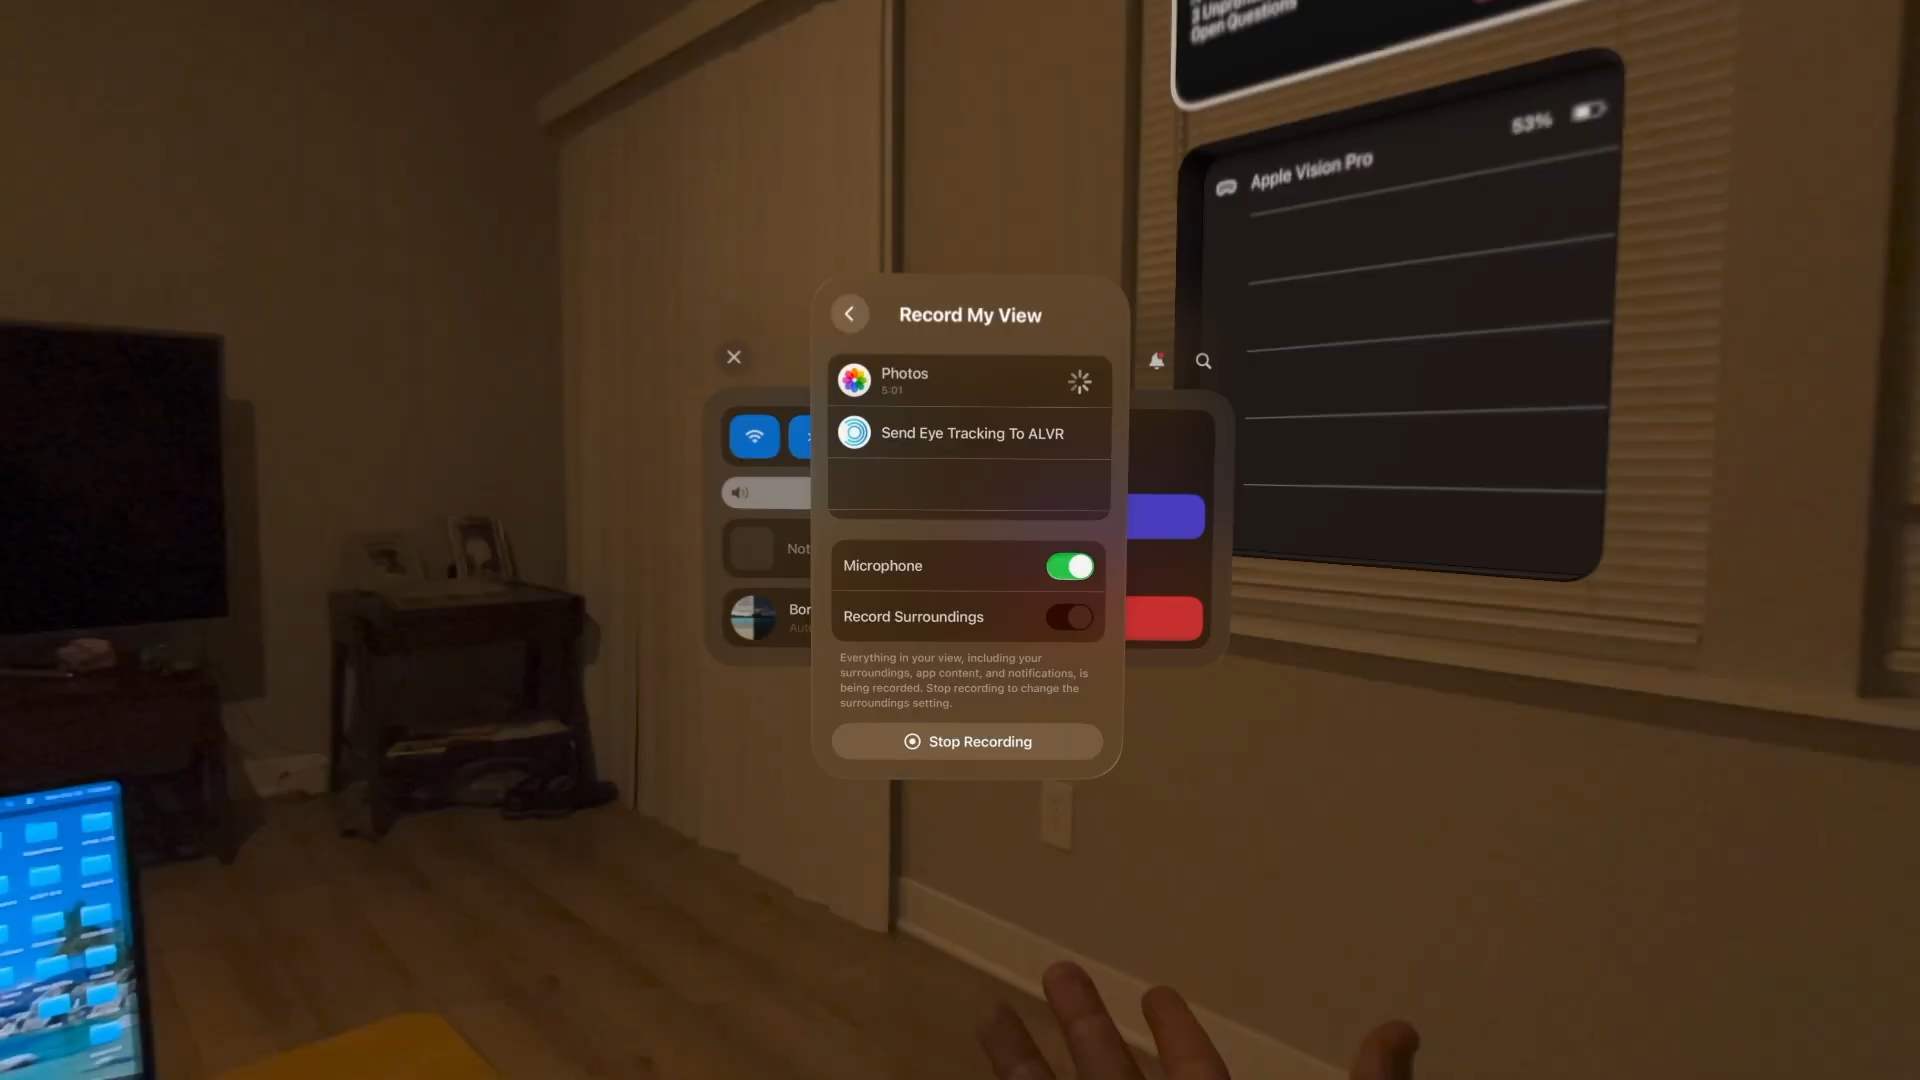 Open Questions
53%
Apple Vision Pro
Record My View
Photos
5:01
Send Eye Tracking To ALVR
Not
Microphone
Bor
Record Surroundings
Everything in your view, including your
surroundings, app content, and notifications, is
being recorded. Stop recording to change the
surroundings setting.
Stop Recording